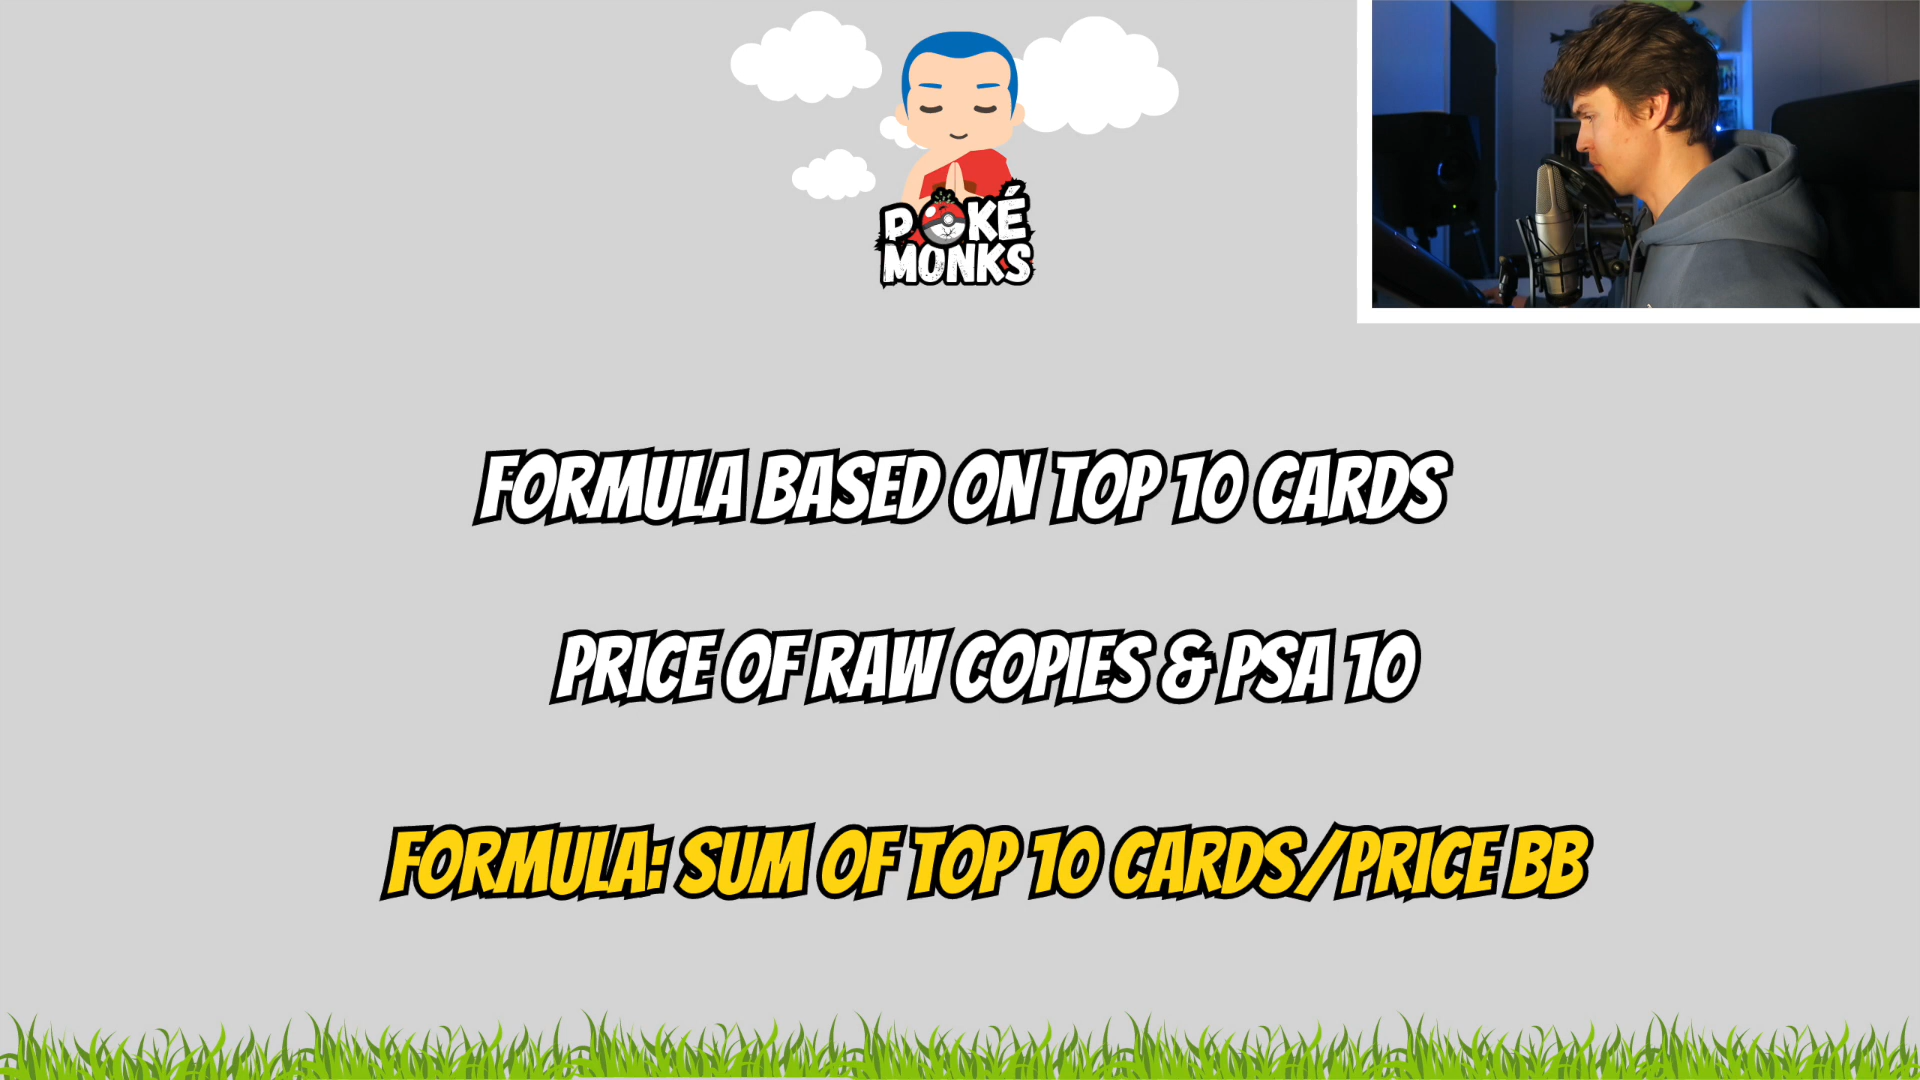 POKÉ
MONKS
FORMULA BASED ON TOP 10 CARDS
PRICE OF RAW COPIES & PSA 10
FORMULA: SUM OF TOP 10 CARDS/PRICE BB